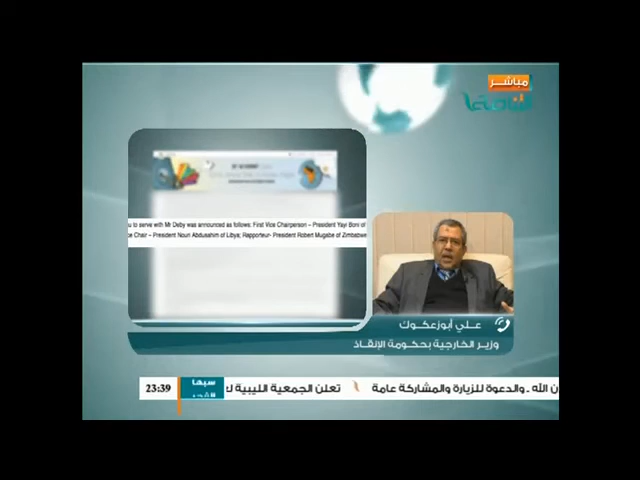 مباشر
u to serve with Mr Deby was announced as follows: First Vice Chairperson – President Yayi Boni of
ce Chair – President Nouri Abdusahim of Libya; Rapporteur- President Robert Mugabe of Zimbabwe
علي أبوزعكوك
وزير الخارجية بحكومة الإنقاذ
ن الله ـ والدعوة للزيارة والمشاركة عامة
تعلن الجمعية الليبية لع
سبها
23:39